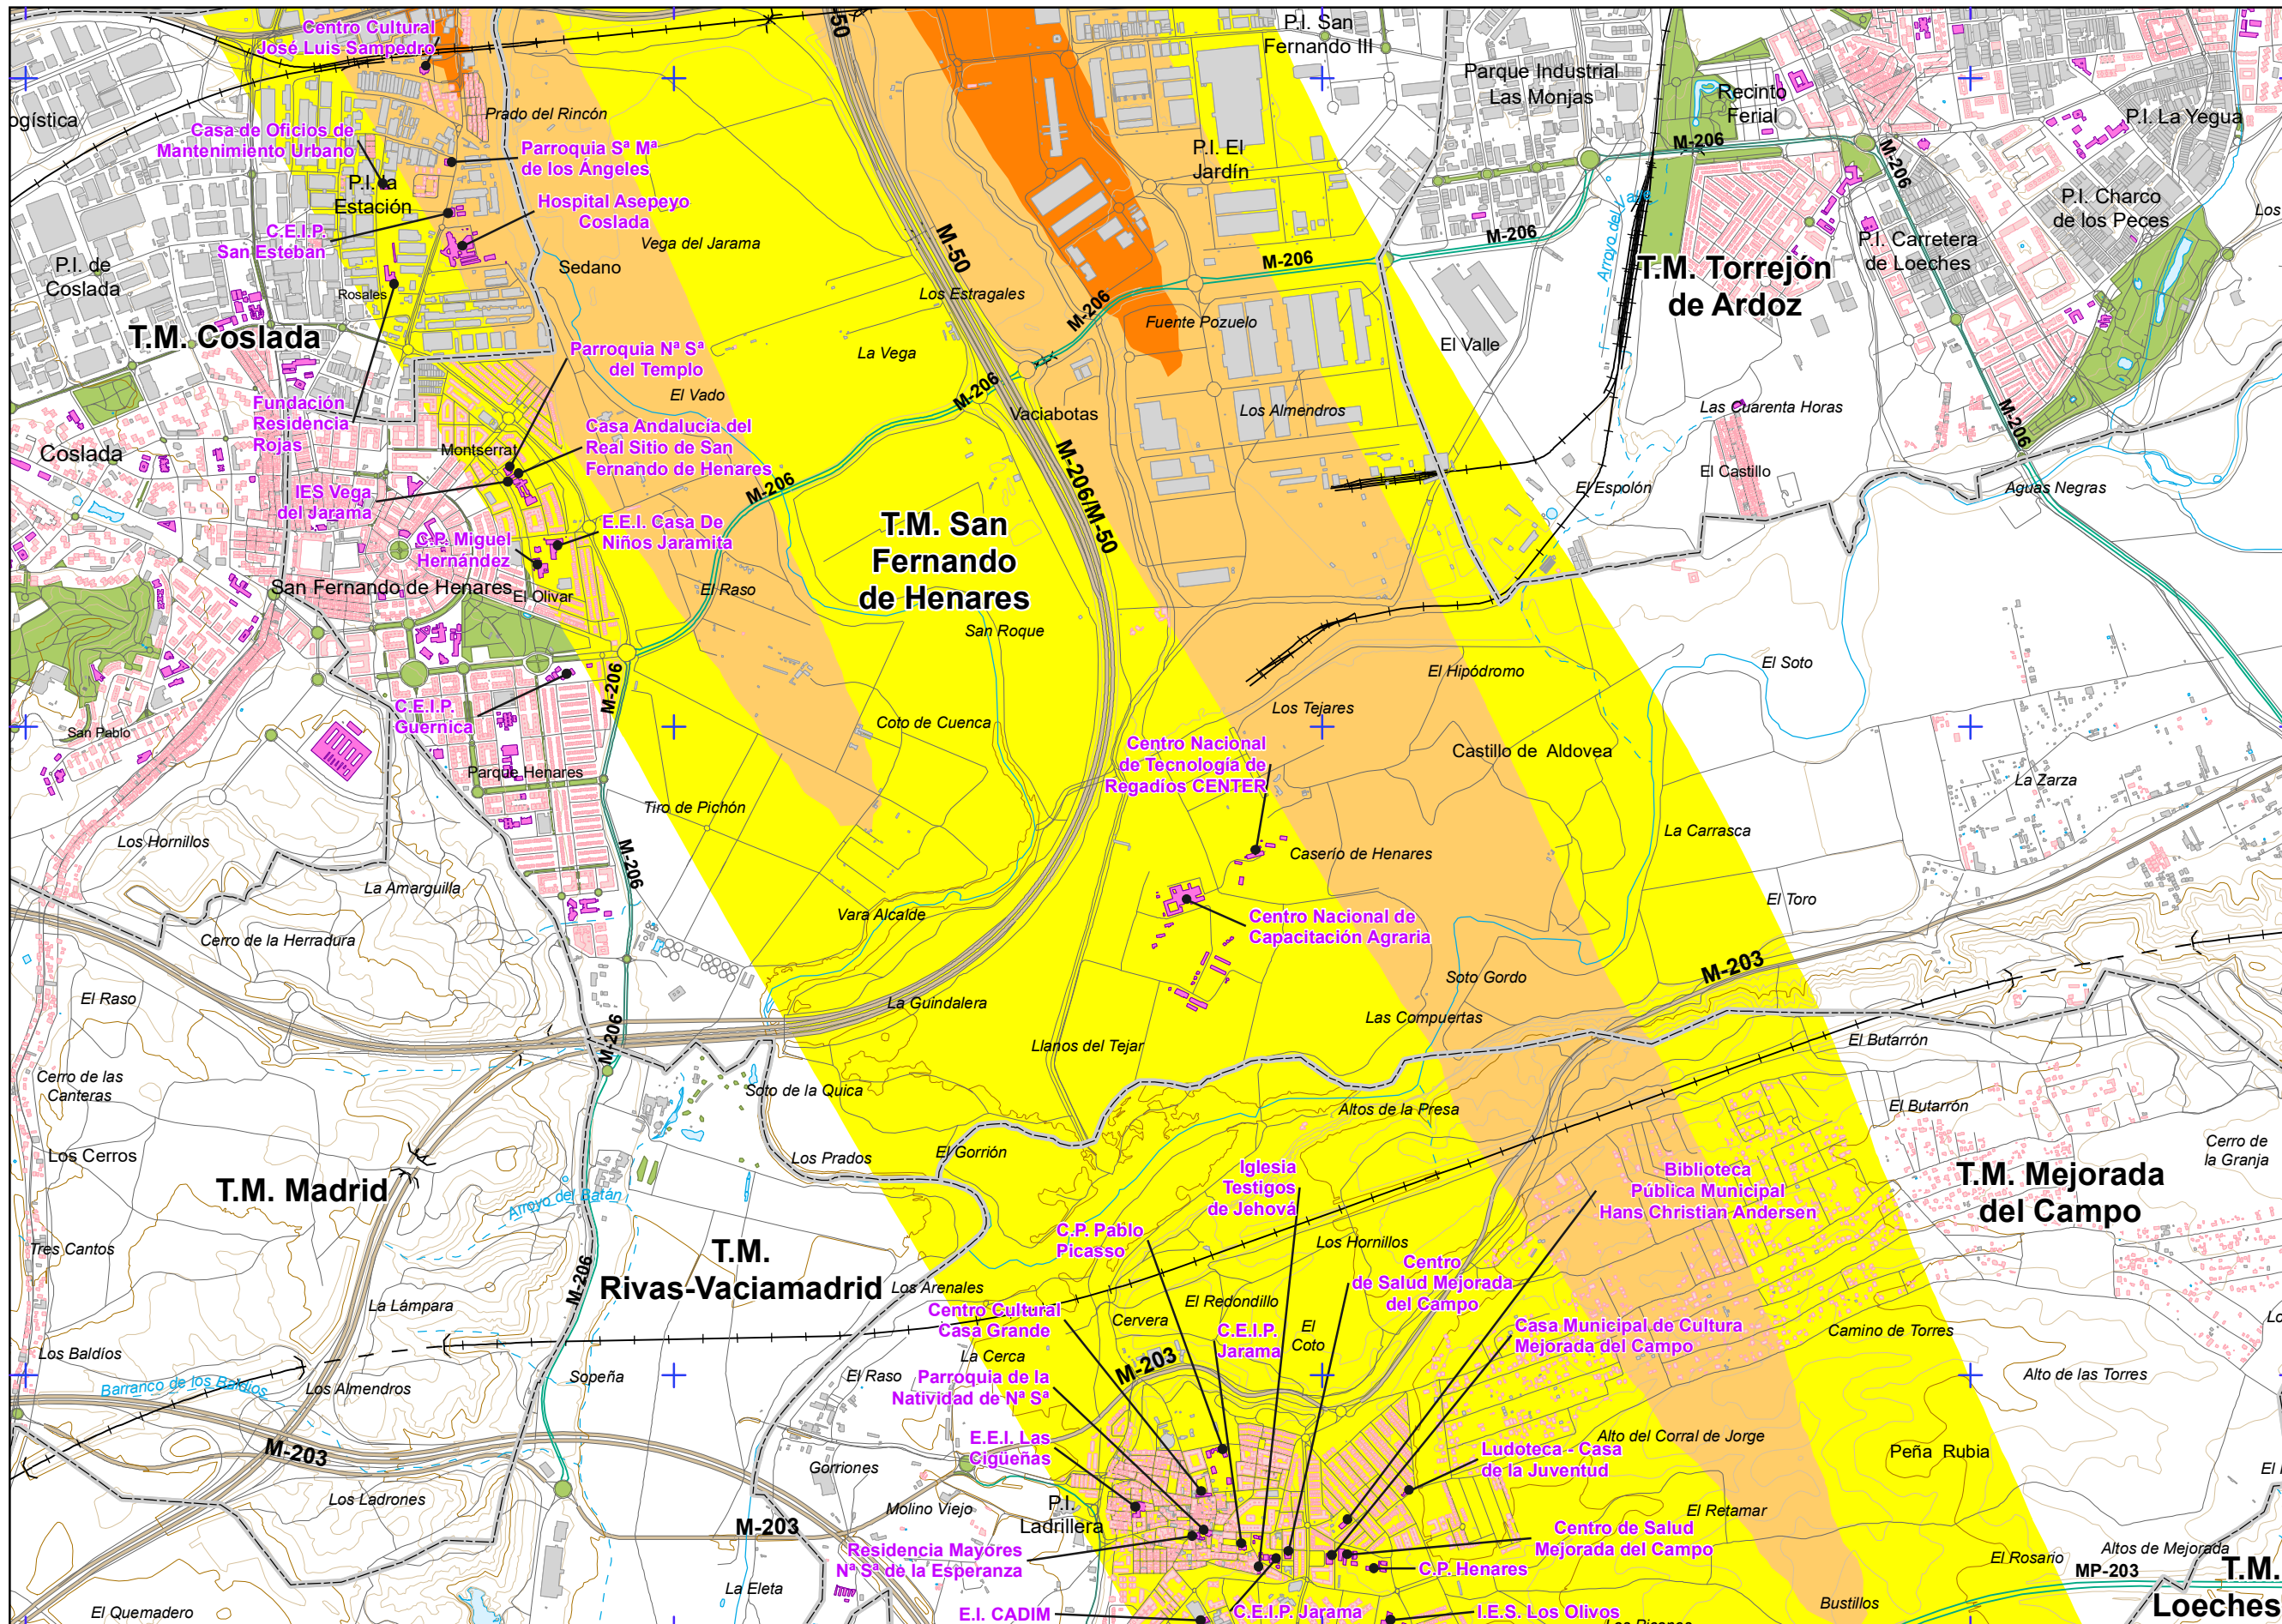 Centro Cultural
José Luis Sampedro
-50
P.I. San
Fernando III
Parque Industrial
Las Monjas
Recinto
Ferial
P.I. La Yegua
ogística
Prado del Rincón
Casa de Oficios de
Mantenimiento Urbano
Parroquia Sª Mª
de los Ángeles
P.I. El
Jardín
M-206
M-206
P.I. la
Estación
Hospital Asepeyo
Coslada
P.I. Charco
de los Peces
Los
C.E.I.P.
San Esteban
Vega del Jarama
M-50
M-206
M-206
Arroyo del Valle
P.I. Carretera
de Loeches
P.I. de
Coslada
Sedano
Rosales
Los Estragales
M-206
T.M. Torrejón
de Ardoz
T.M. Coslada
Fuente Pozuelo
El Valle
Parroquia Nª Sª
del Templo
La Vega
El Vado
M-206
Vaciabotas
Los Almendros
Las Cuarenta Horas
M-206
Fundación
Residencia
Rojas
Casa Andalucía del
Real Sitio de San
Fernando de Henares
Coslada
Montserrat
El Castillo
M-206
M-206/M-50
El Espolón
Aguas Negras
IES Vega
del Jarama
E.E.I. Casa De
Niños Jaramita
T.M. San
Fernando
de Henares
C.P. Miguel
Hernández
San Fernando de Henares
El Olivar
El Raso
San Roque
El Soto
El Hipódromo
M-206
C.E.I.P.
Guernica
Los Tejares
San Pablo
Coto de Cuenca
Centro Nacional
de Tecnología de
Regadíos CENTER
Castillo de Aldovea
Parque Henares
La Zarza
Tiro de Pichón
Los Hornillos
La Carrasca
M-206
Caserío de Henares
La Amarguilla
El Toro
Vara Alcalde
Centro Nacional de
Capacitación Agraria
Cerro de la Herradura
M-203
Soto Gordo
El Raso
La Guindalera
Las Compuertas
M-206
Llanos del Tejar
El Butarrón
Cerro de las
Canteras
Soto de la Quica
Altos de la Presa
El Butarrón
Los Cerros
Los Prados
El Gorrión
Cerro de
la Granja
Iglesia
Testigos
de Jehová
Biblioteca
Pública Municipal
Hans Christian Andersen
T.M. Madrid
Arroyo del Batán
T.M. Mejorada
del Campo
Tres Cantos
C.P. Pablo
Picasso
Los Hornillos
T.M.
Rivas-Vaciamadrid
M-206
Los Arenales
Centro
de Salud Mejorada
del Campo
La Lámpara
El Redondillo
Centro Cultural
Casa Grande
Cervera
El
Coto
Casa Municipal de Cultura
Mejorada del Campo
Camino de Torres
C.E.I.P.
Jarama
Los Baldíos
La Cerca
M-203
Barranco de los Baldíos
Los Almendros
Sopeña
El Raso
Parroquia de la
Natividad de Nª Sª
Alto de las Torres
M-203
E.E.I. Las
Cigüeñas
Alto del Corral de Jorge
Ludoteca - Casa
de la Juventud
Peña Rubia
Gorriones
Los Ladrones
Molino Viejo
P.I.
Ladrillera
El Retamar
M-203
Centro de Salud
Mejorada del Campo
Residencia Mayores
Nª Sª de la Esperanza
El Rosario
Altos de Mejorada
C.P. Henares
MP-203
T.M.
Loeches
La Eleta
El Quemadero
E.I. CADIM
C.E.I.P. Jarama
I.E.S. Los Olivos
Bustillos